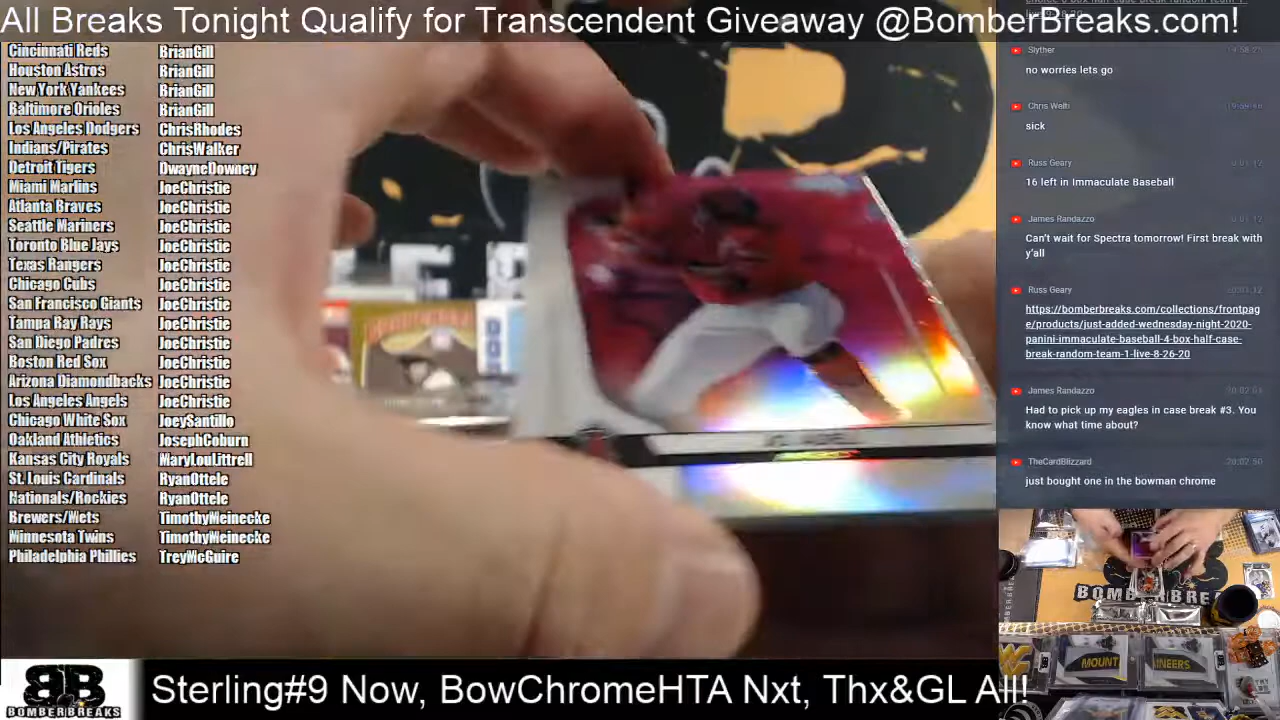 All Breaks Tonight Qualify for Transcendent Giveaway @BomberBreaks.com!
Cincinnati Reds BrianGill
Houston Astros BrianGill
New York Yankees BrianGill
Baltimore Orioles BrianGill
Los Angeles Dodgers ChrisRhodes
Indians/Pirates ChrisWalker
Detroit Tigers DwayneDowney
Miami Marlins JoeChristie
Atlanta Braves JoeChristie
Seattle Mariners JoeChristie
Toronto Blue Jays JoeChristie
Texas Rangers JoeChristie
Chicago Cubs JoeChristie
San Francisco Giants JoeChristie
Tampa Ray Rays JoeChristie
San Diego Padres JoeChristie
Boston Red Sox JoeChristie
Arizona Diamondbacks JoeChristie
Los Angeles Angels JoeChristie
Chicago White Sox JoeySantillo
Oakland Athletics JosephCoburn
Kansas City Royals MaryLouLittrell
St. Louis Cardinals RyanOttele
Nationals/Rockies RyanOttele
Brewers/Mets TimothyMeinecke
Minnesota Twins TimothyMeinecke
Philadelphia Phillies TreyMcGuire
Slyther
no worries lets go
Chris Welti
sick
Russ Geary
16 left in Immaculate Baseball
James Randazzo
Can't wait for Spectra tomorrow! First break with
y'all
Russ Geary
https://bomberbreaks.com/collections/frontpag
e/products/just-added-wednesday-night-2020-
panini-immaculate-baseball-4-box-half-case-
break-random-team-1-live-8-26-20
James Randazzo
Had to pick up my eagles in case break #3. You
know what time about?
TheCardBlizzard 20:02:50
just bought one in the bowman chrome
MOUNT AINEERS
BB
BOMBERBREAKS
Sterling#9 Now, BowChromeHTA Nxt, Thx&GL All!